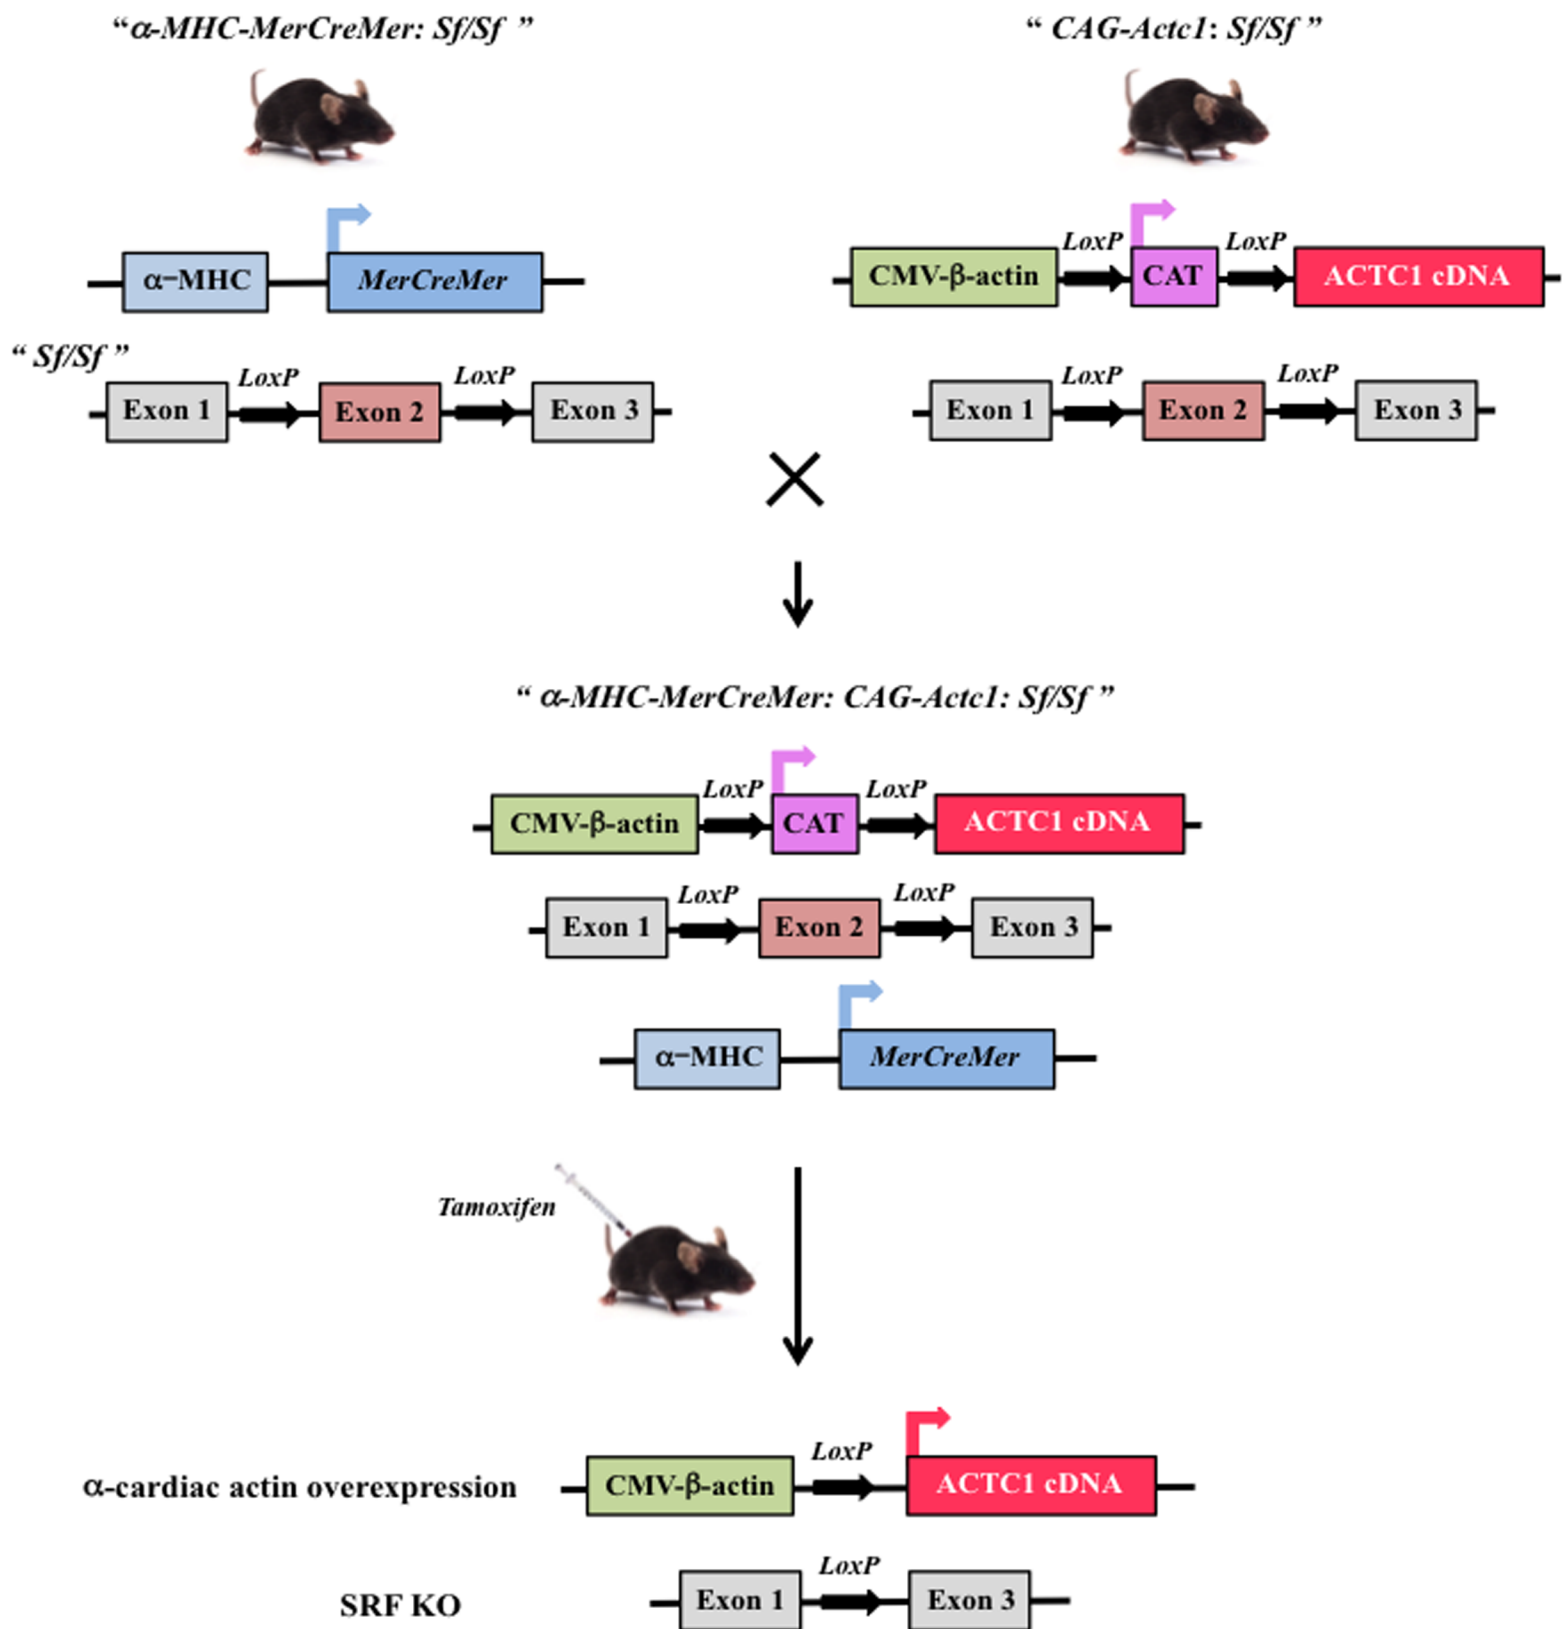 “α-MHC-MerCreMer: Sf/Sf ”
“ CAG-Actc1: Sf/Sf ”
α−MHC MerCreMer
LoxP LoxP
CMV-β-actin CAT ACTC1 cDNA
“ Sf/Sf ”
LoxP LoxP
Exon 1 Exon 2 Exon 3
LoxP LoxP
Exon 1 Exon 2 Exon 3
“ α-MHC-MerCreMer: CAG-Actc1: Sf/Sf ”
LoxP LoxP
CMV-β-actin CAT ACTC1 cDNA
LoxP LoxP
Exon 1 Exon 2 Exon 3
α−MHC MerCreMer
Tamoxifen
LoxP
α-cardiac actin overexpression CMV-β-actin ACTC1 cDNA
LoxP
SRF KO Exon 1 Exon 3